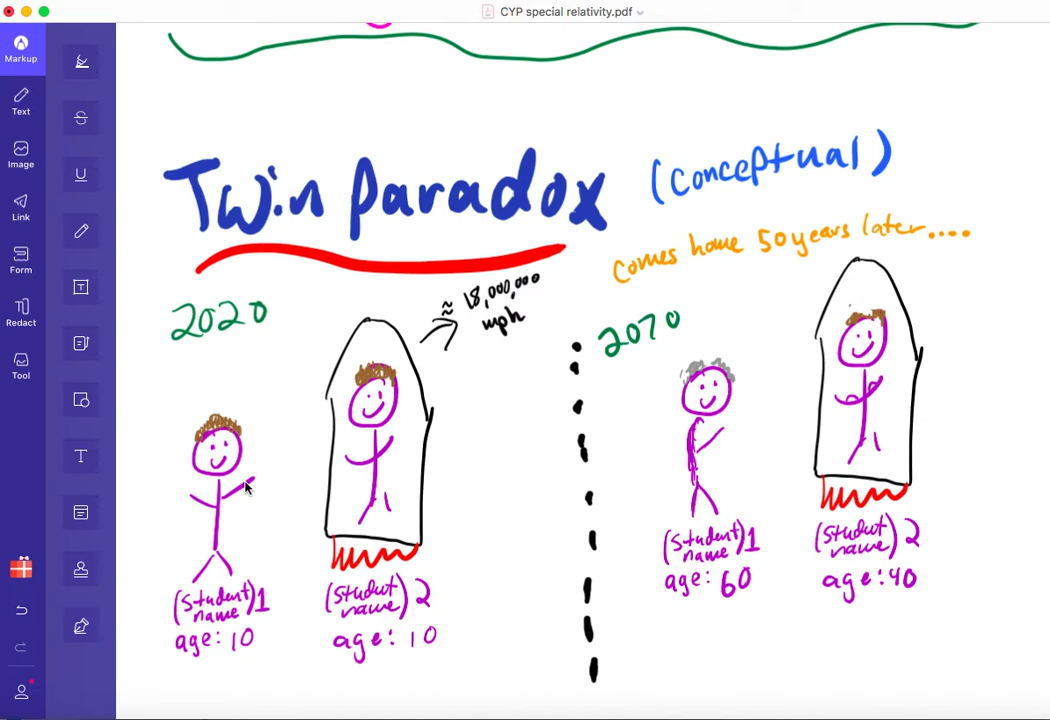 CYP special relativity.pdf
Markup
Text
Image
Link
Form
Redact
Tool
T
U
T
Twin Paradox (conceptual)
comes home 50 years later....
2020
≈ 18,000,000
mph
2070
(Student
name) 1
age: 10
(Student
name) 2
age: 10
(Student
name) 1
age: 60
(Student
name) 2
age: 40